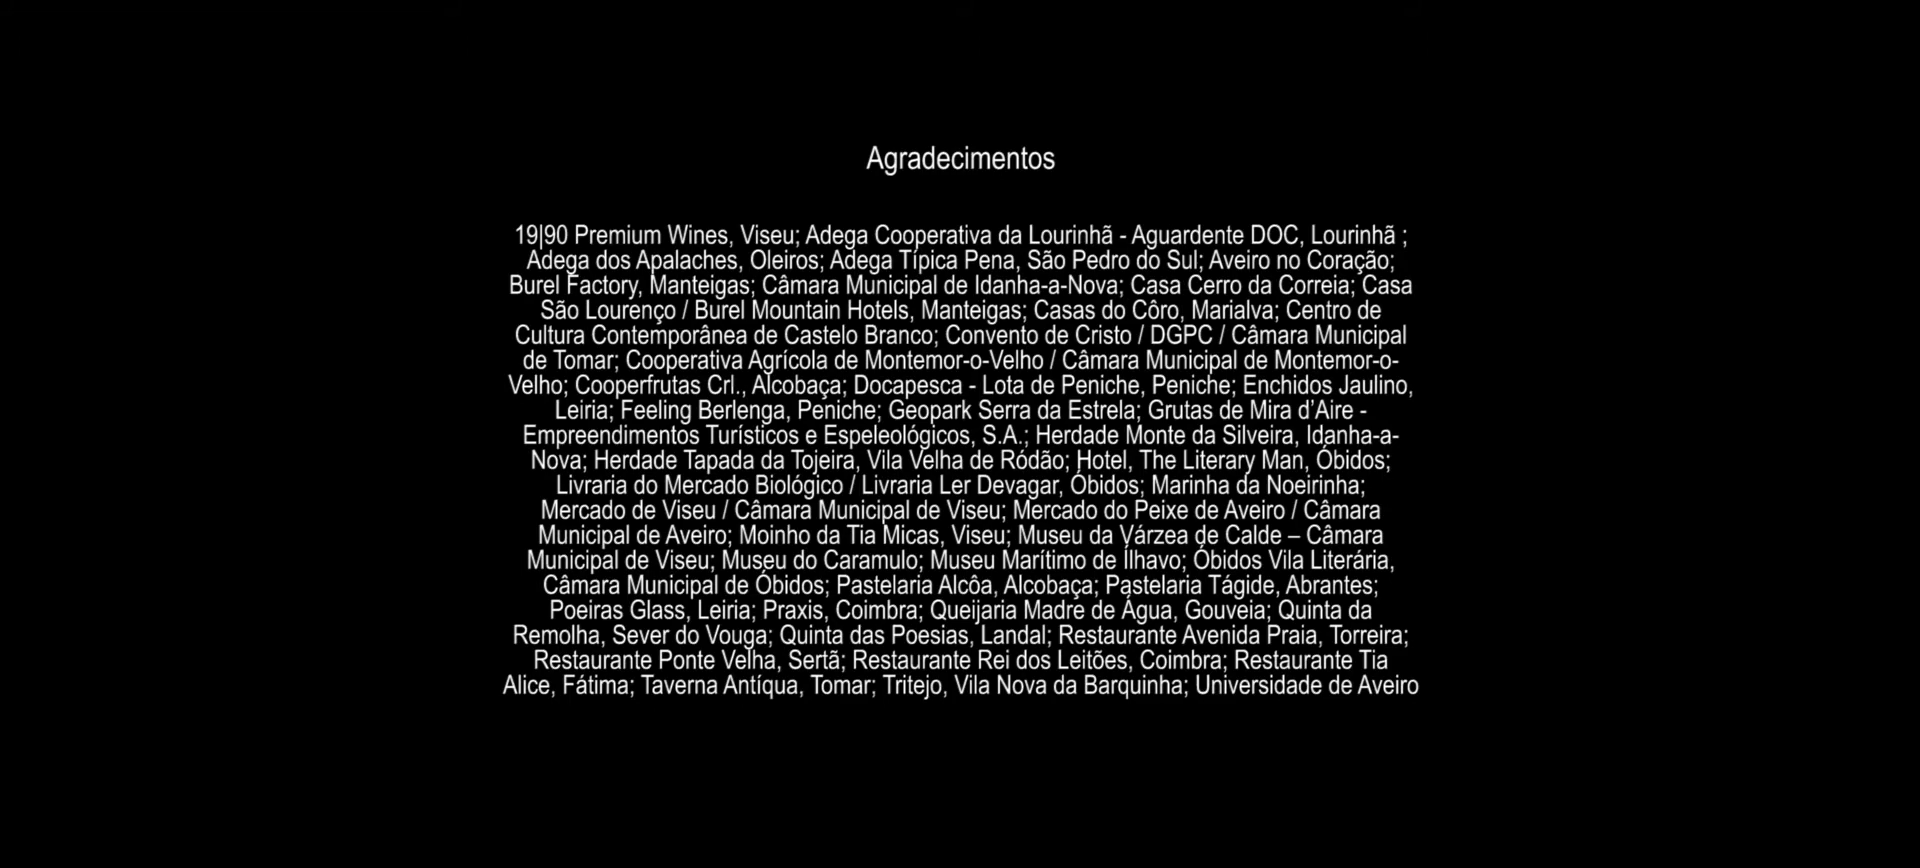 Agradecimentos
19|90 Premium Wines, Viseu; Adega Cooperativa da Lourinhã - Aguardente DOC, Lourinhã ;
Adega dos Apalaches, Oleiros; Adega Típica Pena, São Pedro do Sul; Aveiro no Coração;
Burel Factory, Manteigas; Câmara Municipal de Idanha-a-Nova; Casa Cerro da Correia; Casa
São Lourenço / Burel Mountain Hotels, Manteigas; Casas do Côro, Marialva; Centro de
Cultura Contemporânea de Castelo Branco; Convento de Cristo / DGPC / Câmara Municipal
de Tomar; Cooperativa Agrícola de Montemor-o-Velho / Câmara Municipal de Montemor-o-
Velho; Cooperfrutas Crl., Alcobaça; Docapesca - Lota de Peniche, Peniche; Enchidos Jaulino,
Leiria; Feeling Berlenga, Peniche; Geopark Serra da Estrela; Grutas de Mira d’Aire -
Empreendimentos Turísticos e Espeleológicos, S.A.; Herdade Monte da Silveira, Idanha-a-
Nova; Herdade Tapada da Tojeira, Vila Velha de Ródão; Hotel, The Literary Man, Óbidos;
Livraria do Mercado Biológico / Livraria Ler Devagar, Óbidos; Marinha da Noeirinha;
Mercado de Viseu / Câmara Municipal de Viseu; Mercado do Peixe de Aveiro / Câmara
Municipal de Aveiro; Moinho da Tia Micas, Viseu; Museu da Várzea de Calde – Câmara
Municipal de Viseu; Museu do Caramulo; Museu Marítimo de Ílhavo; Óbidos Vila Literária,
Câmara Municipal de Óbidos; Pastelaria Alcôa, Alcobaça; Pastelaria Tágide, Abrantes;
Poeiras Glass, Leiria; Praxis, Coimbra; Queijaria Madre de Água, Gouveia; Quinta da
Remolha, Sever do Vouga; Quinta das Poesias, Landal; Restaurante Avenida Praia, Torreira;
Restaurante Ponte Velha, Sertã; Restaurante Rei dos Leitões, Coimbra; Restaurante Tia
Alice, Fátima; Taverna Antíqua, Tomar; Tritejo, Vila Nova da Barquinha; Universidade de Aveiro